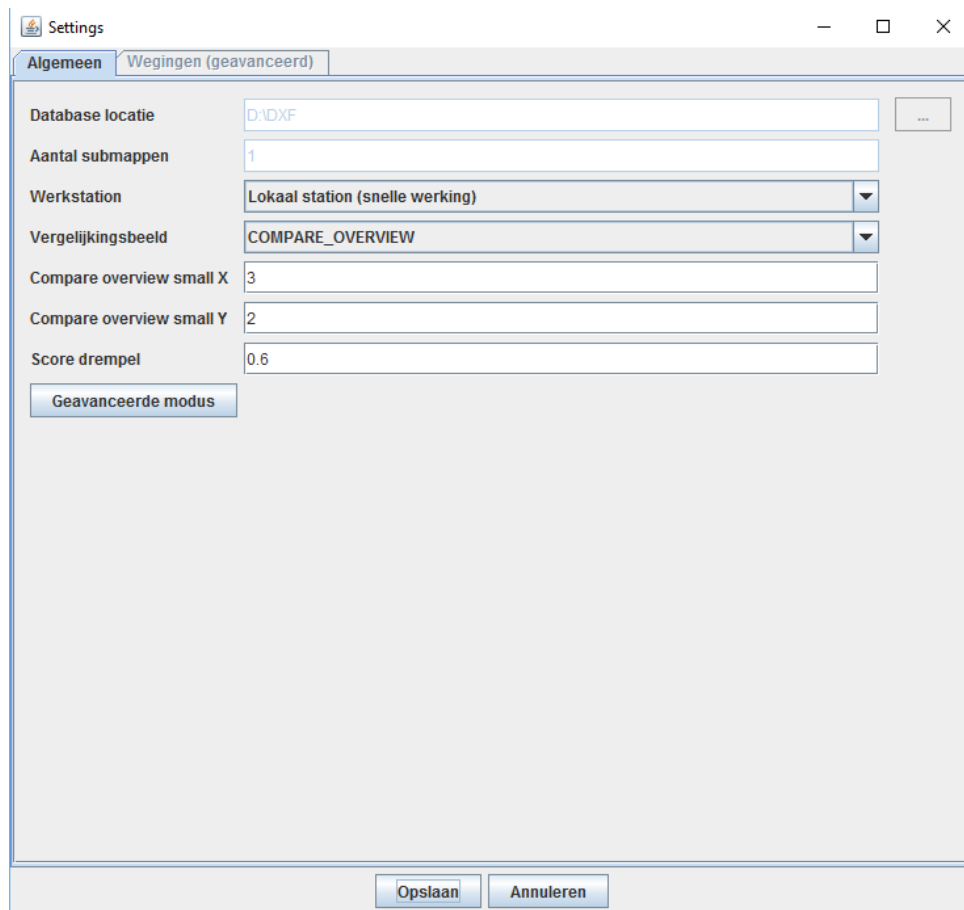 Settings
Algemeen Wegingen (geavanceerd)
Database locatie D:\DXF ...
Aantal submappen 1
Werkstation Lokaal station (snelle werking)
Vergelijkingsbeeld COMPARE_OVERVIEW
Compare overview small X 3
Compare overview small Y 2
Score drempel 0.6
Geavanceerde modus
Opslaan Annuleren